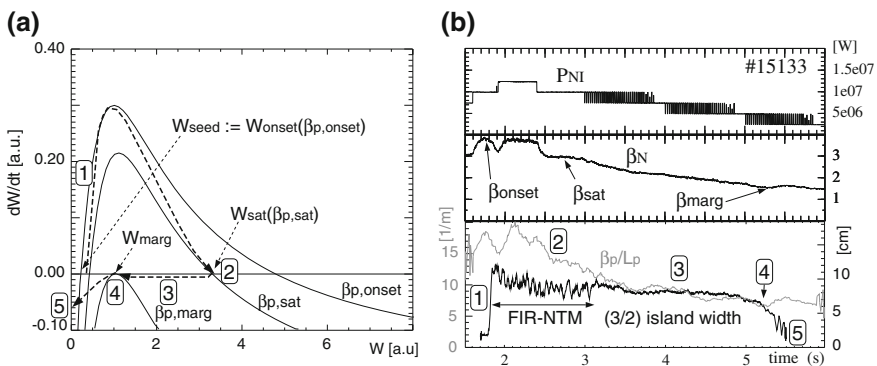 (a)
0.40
0.20
0.00
-0.10
dW/dt [a.u.]
Wseed := Wonset(βp,onset)
1
Wsat(βp,sat)
Wmarg
2
3
4
5
βp,marg
βp,sat
βp,onset
0 2 4 6 8
W [a.u]
(b)
[W]
PNI
#15133
1.5e07
1e07
5e06
βN
βonset
βsat
βmarg
3
2
1
[1/m]
[cm]
15
10
5
0
βp/Lp
10
5
0
1
2
3
4
5
FIR-NTM
(3/2) island width
2 3 4 5
time (s)